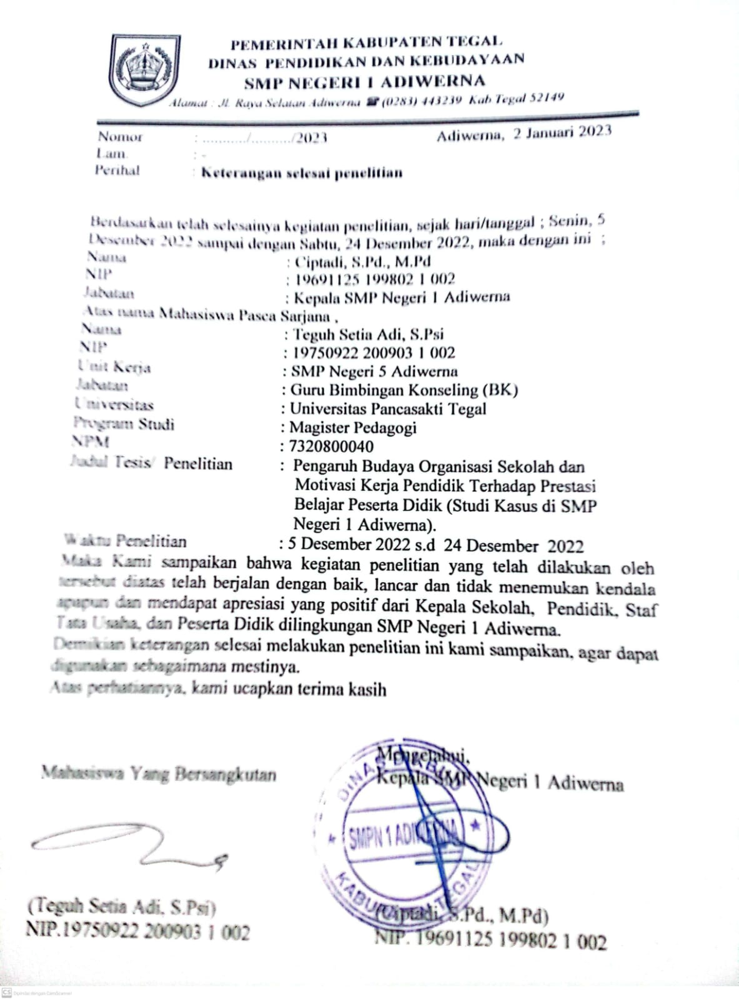 PEMERINTAH KABUPATEN TEGAL
DINAS PENDIDIKAN DAN KEBUDAYAAN
SMP NEGERI 1 ADIWERNA
Alamat : Jl. Raya Selatan Adiwerna ☎ (0283) 443239 Kab Tegal 52149
Nomor : .........../........../2023 Adiwerna, 2 Januari 2023
Lam. : -
Perihal : Keterangan selesai penelitian
Berdasarkan telah selesainya kegiatan penelitian, sejak hari/tanggal ; Senin, 5
Desember 2022 sampai dengan Sabtu, 24 Desember 2022, maka dengan ini ;
Nama : Ciptadi, S.Pd., M.Pd
NIP : 19691125 199802 1 002
Jabatan : Kepala SMP Negeri 1 Adiwerna
Atas nama Mahasiswa Pasca Sarjana ,
Nama : Teguh Setia Adi, S.Psi
NIP : 19750922 200903 1 002
Unit Kerja : SMP Negeri 5 Adiwerna
Jabatan : Guru Bimbingan Konseling (BK)
Universitas : Universitas Pancasakti Tegal
Program Studi : Magister Pedagogi
NPM : 7320800040
Judul Tesis/ Penelitian : Pengaruh Budaya Organisasi Sekolah dan
Motivasi Kerja Pendidik Terhadap Prestasi
Belajar Peserta Didik (Studi Kasus di SMP
Negeri 1 Adiwerna).
Waktu Penelitian : 5 Desember 2022 s.d 24 Desember 2022
Maka Kami sampaikan bahwa kegiatan penelitian yang telah dilakukan oleh
tersebut diatas telah berjalan dengan baik, lancar dan tidak menemukan kendala
apapun dan mendapat apresiasi yang positif dari Kepala Sekolah, Pendidik, Staf
Tata Usaha, dan Peserta Didik dilingkungan SMP Negeri 1 Adiwerna.
Demikian keterangan selesai melakukan penelitian ini kami sampaikan, agar dapat
digunakan sebagaimana mestinya.
Atas perhatiannya, kami ucapkan terima kasih
Mengetahui,
Mahasiswa Yang Bersangkutan Kepala SMP Negeri 1 Adiwerna
DINAS DIKBUD
SMPN 1 ADIWERNA
KABUPATEN TEGAL
(Teguh Setia Adi, S.Psi) (Ciptadi, S.Pd., M.Pd)
NIP.19750922 200903 1 002 NIP. 19691125 199802 1 002
CS Dipindai dengan CamScanner